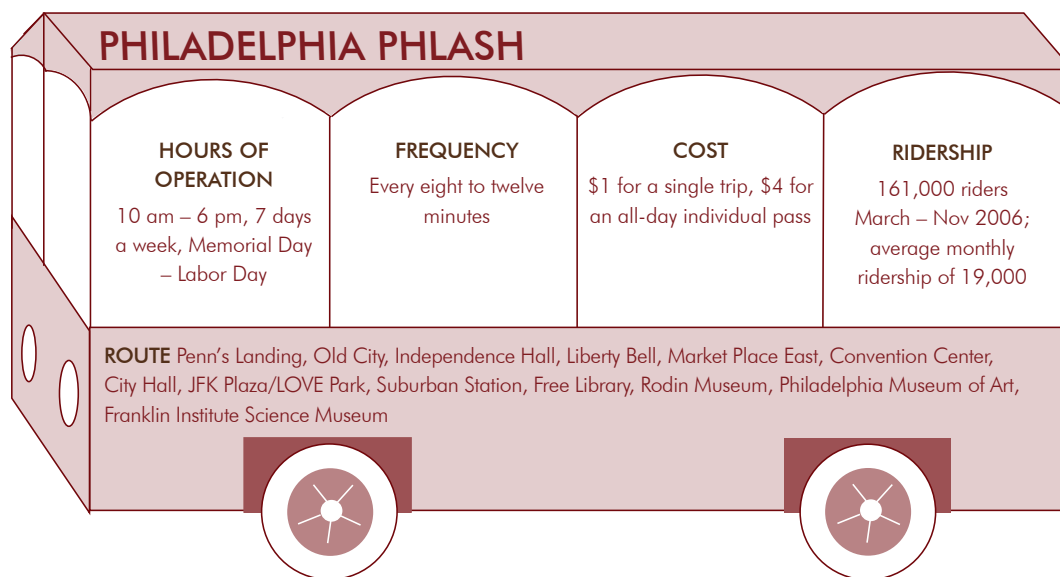 PHILADELPHIA PHLASH
HOURS OF
OPERATION
10 am – 6 pm, 7 days
a week, Memorial Day
– Labor Day
FREQUENCY
Every eight to twelve
minutes
COST
$1 for a single trip, $4 for
an all-day individual pass
RIDERSHIP
161,000 riders
March – Nov 2006;
average monthly
ridership of 19,000
ROUTE Penn’s Landing, Old City, Independence Hall, Liberty Bell, Market Place East, Convention Center,
City Hall, JFK Plaza/LOVE Park, Suburban Station, Free Library, Rodin Museum, Philadelphia Museum of Art,
Franklin Institute Science Museum